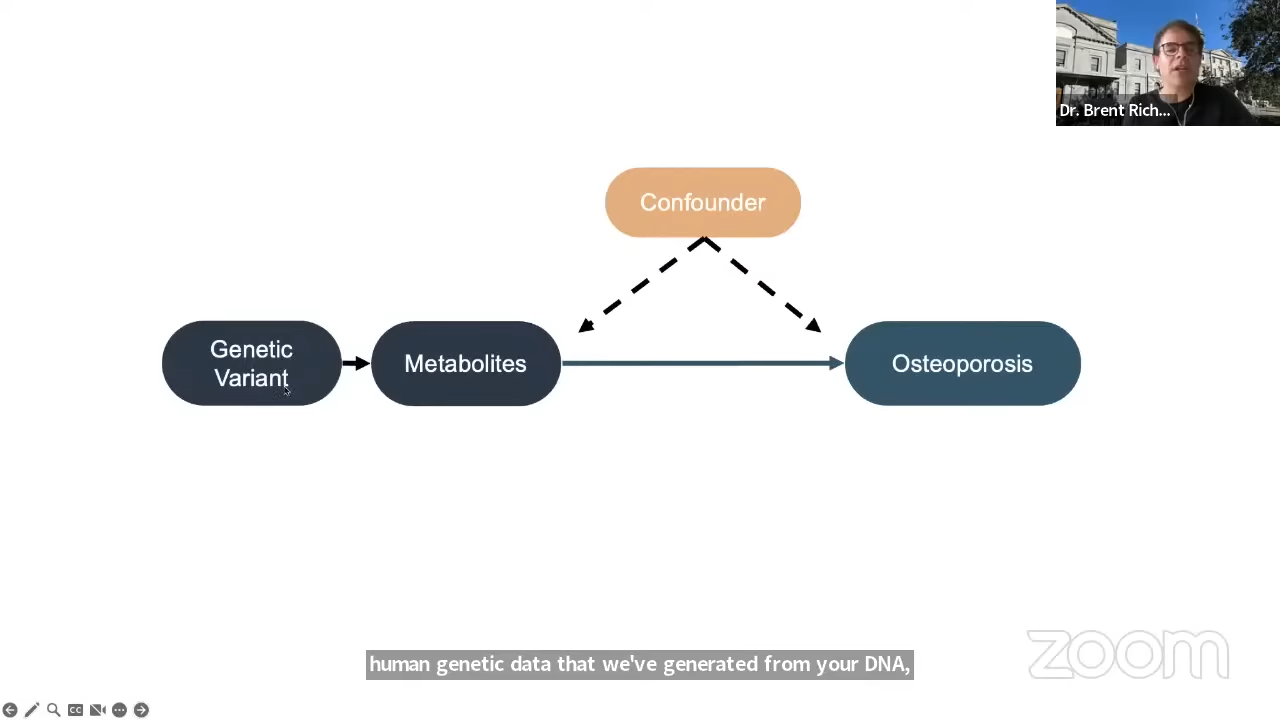 Dr. Brent Rich...
Confounder
Genetic
Variant
Metabolites
Osteoporosis
human genetic data that we've generated from your DNA,
zoom
CC